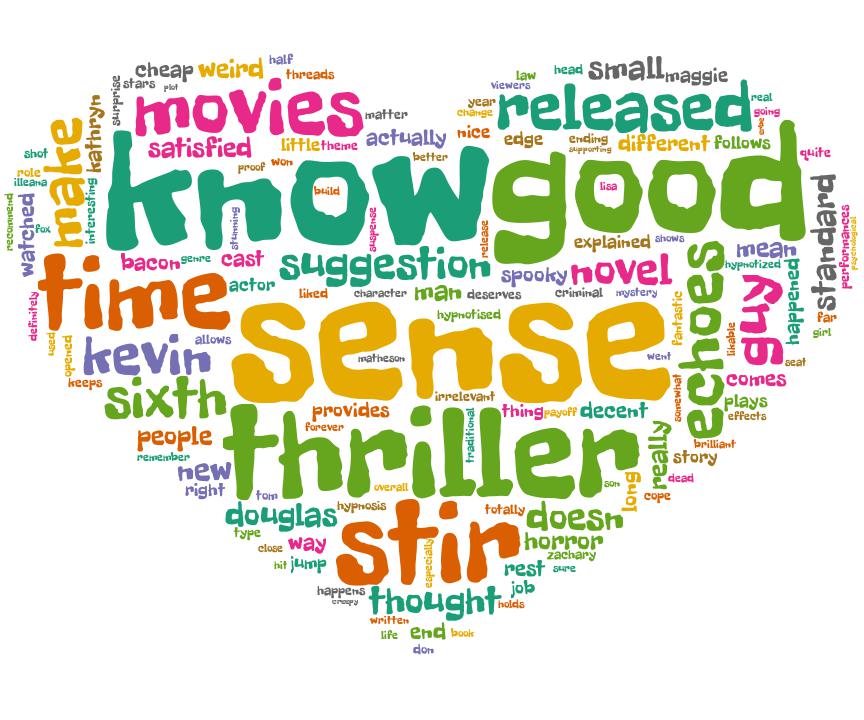 half
cheap weird
law head small maggie
threads
stars plot viewers
surprise
movies
year released real
matter change going
kathryn
make
satisfied little theme actually nice edge ending different follows
supporting
shot proof won better quite
role
illeana
interesting
know good
build lisa
recommend
watched
fox
stunning
suspense
release
explained shows
standard
performances
psychological
bacon genre cast suggestion spooky novel mean
hypnotized
time actor
liked character man deserves criminal mystery
echoes
guy
happened
definitely
hypnotised fantastic
likable
far
girl
used
opened
kevin allows sense
matheson went seat
keeps
sixth irrelevant comes
somewhat
provides thing payoff decent plays
effects
forever
people thriller
traditional
really
brilliant
remember story
new
right overall son long cope dead
tom
douglas hypnosis stir totally doesn
type
close way especially horror
zachary
hit jump rest sure
happens job
creepy thought holds
written
life end book
don